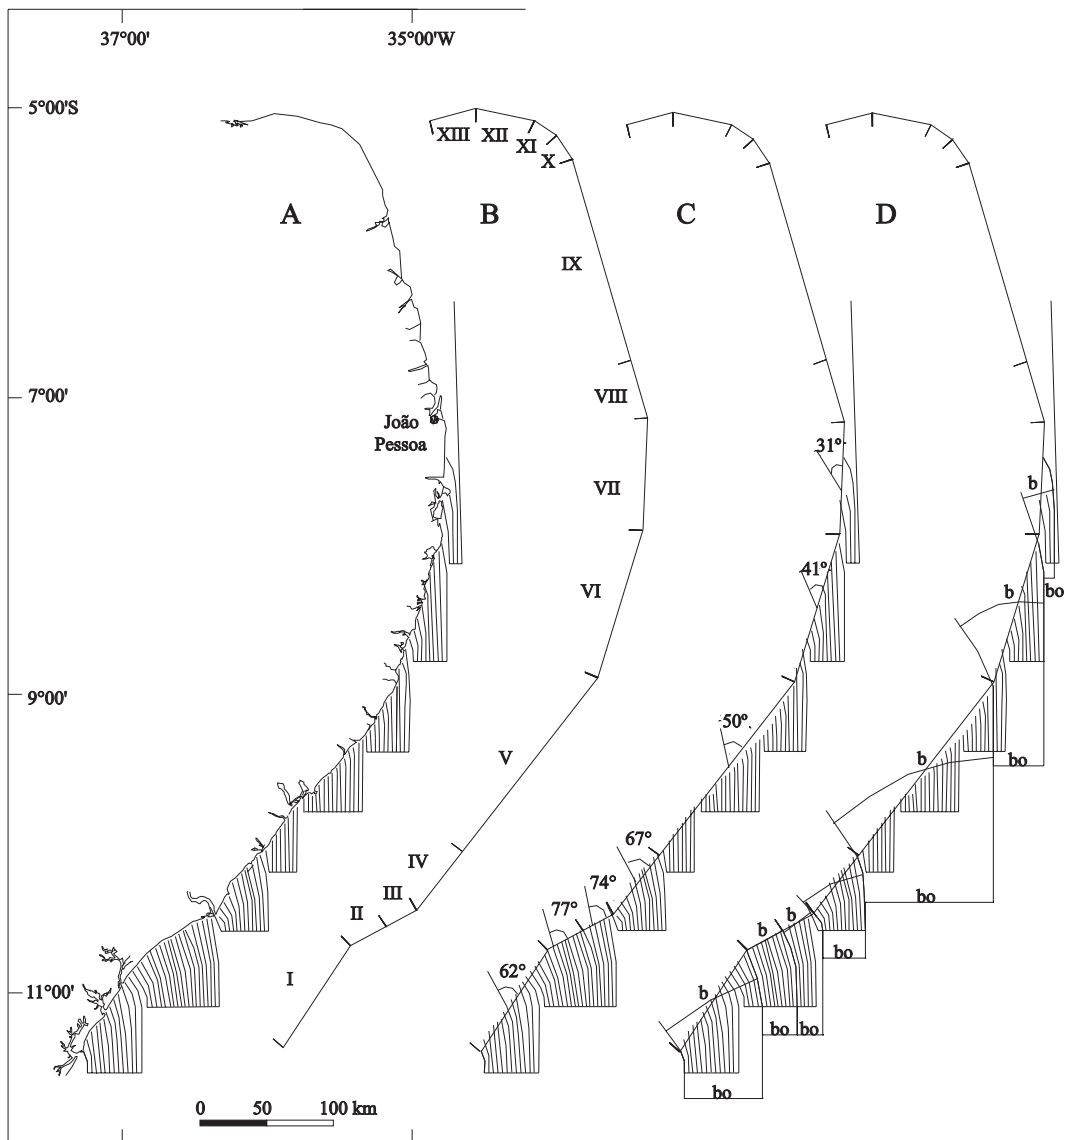 37°00'
35°00'W
5°00'S
XIII
XII
XI
X
A
B
C
D
IX
7°00'
VIII
João
Pessoa
31°
VII
b
41°
VI
b
bo
9°00'
50°
V
b
bo
IV
67°
III
74°
II
77°
b
b
bo
bo
I
62°
b
11°00'
bo
bo
bo
0
50
100 km